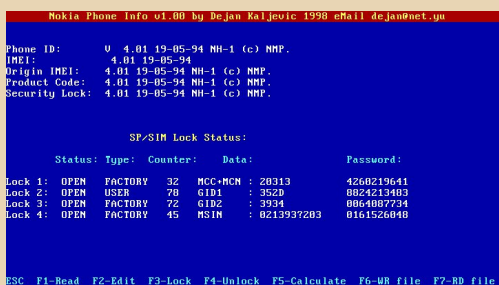 Nokia Phone Info v1.00 by Dejan Kaljevic 1998 eMail dejan@net.yu
Phone ID: V 4.01 19-05-94 NH-1 (c) NMP.
IMEI: 4.01 19-05-94
Origin IMEI: 4.01 19-05-94 NH-1 (c) NMP.
Product Code: 4.01 19-05-94 NH-1 (c) NMP.
Security Lock: 4.01 19-05-94 NH-1 (c) NMP.
SP/SIM Lock Status:
Status: Type: Counter: Data: Password:
Lock 1: OPEN FACTORY 32 MCC+MCN : 20313 4260219641
Lock 2: OPEN USER 78 GID1 : 352D 8024213403
Lock 3: OPEN FACTORY 72 GID2 : 3934 0064087734
Lock 4: OPEN FACTORY 45 MSIN : 0213937203 0161526048
ESC F1-Read F2-Edit F3-Lock F4-Unlock F5-Calculate F6-WR file F7-RD file